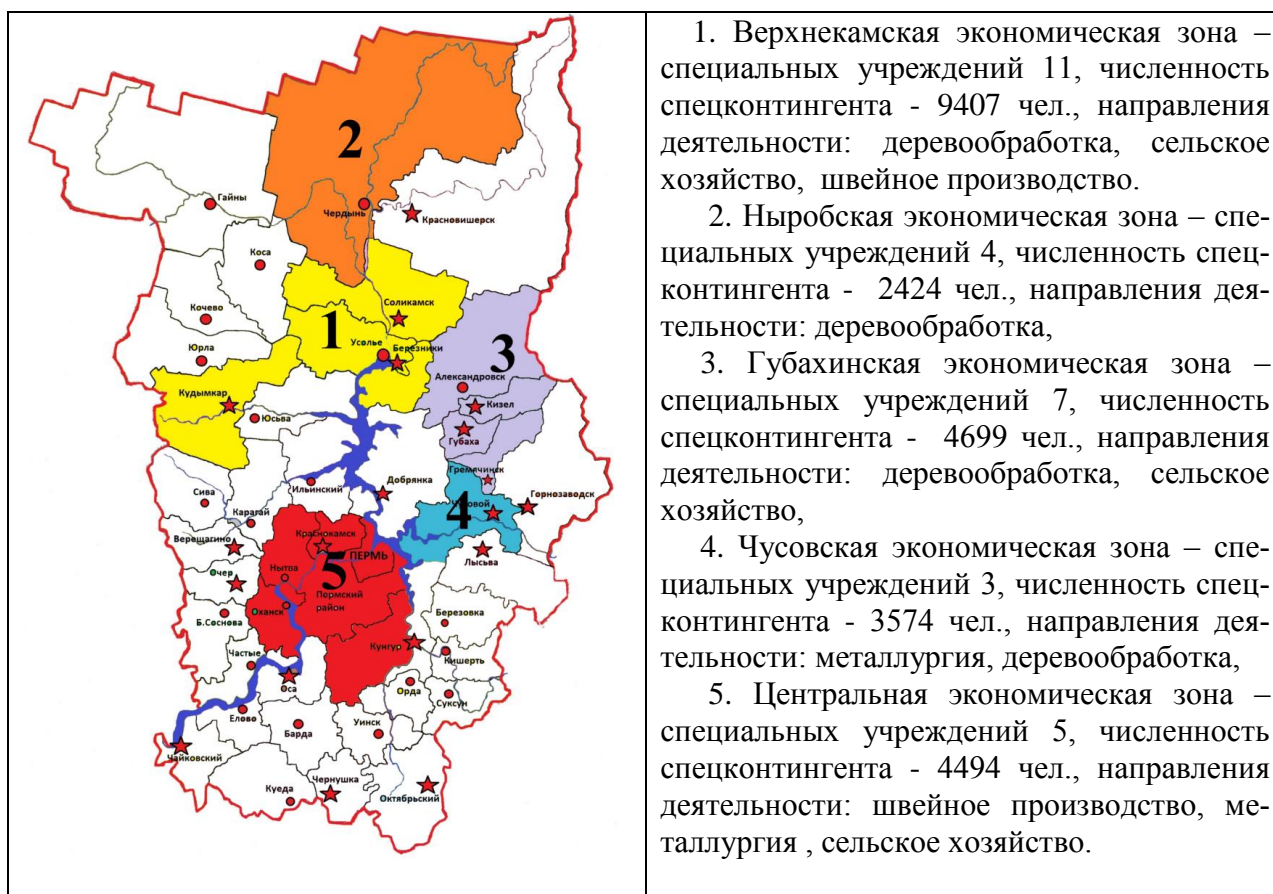 2
Гайны
Чердынь
Красновишерск
Коса
Соликамск
Кочево
1
Усолье
Березники
3
Юрла
Александровск
Кудымкар
Кизел
Юсьва
Губаха
Гремячинск
Ильинский
Добрянка
Сива
4
Горнозаводск
Карагай
Чусовой
Верещагино
Краснокамск
5
ПЕРМЬ
Лысьва
Очер
Нытва
Пермский
район
Оханск
Б.Соснова
Березовка
Частые
Кунгур
Кишерть
Оса
Орда
Суксун
Елово
Барда
Уинск
Чайковский
Чернушка
Куеда
Октябрьский
1. Верхнекамская экономическая зона –
специальных учреждений 11, численность
спецконтингента - 9407 чел., направления
деятельности: деревообработка, сельское
хозяйство, швейное производство.
2. Ныробская экономическая зона – спе-
циальных учреждений 4, численность спец-
контингента - 2424 чел., направления дея-
тельности: деревообработка,
3. Губахинская экономическая зона –
специальных учреждений 7, численность
спецконтингента - 4699 чел., направления
деятельности: деревообработка, сельское
хозяйство,
4. Чусовская экономическая зона – спе-
циальных учреждений 3, численность спец-
контингента - 3574 чел., направления дея-
тельности: металлургия, деревообработка,
5. Центральная экономическая зона –
специальных учреждений 5, численность
спецконтингента - 4494 чел., направления
деятельности: швейное производство, ме-
таллургия , сельское хозяйство.